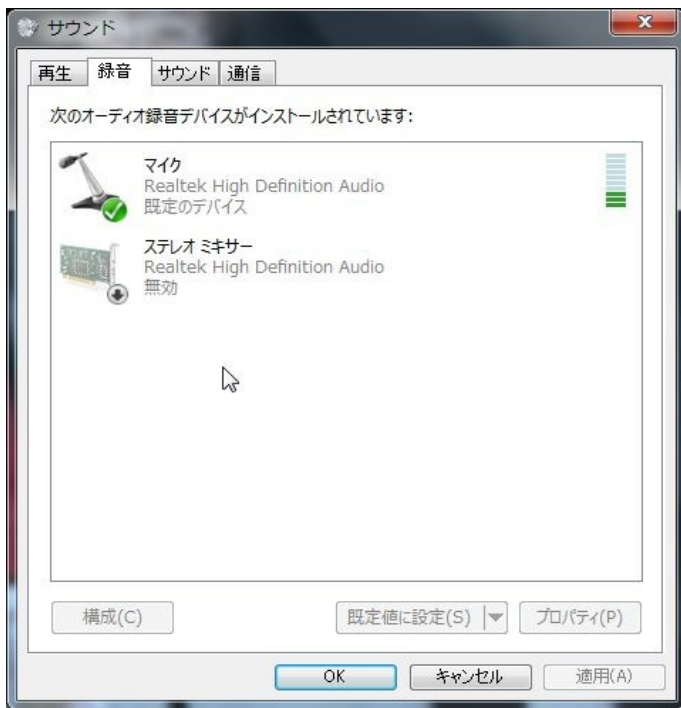 サウンド
再生
録音
サウンド
通信
次のオーディオ録音デバイスがインストールされています:
マイク
Realtek High Definition Audio
既定のデバイス
ステレオ ミキサー
Realtek High Definition Audio
無効
構成(C)
既定値に設定(S)
プロパティ(P)
OK
キャンセル
適用(A)